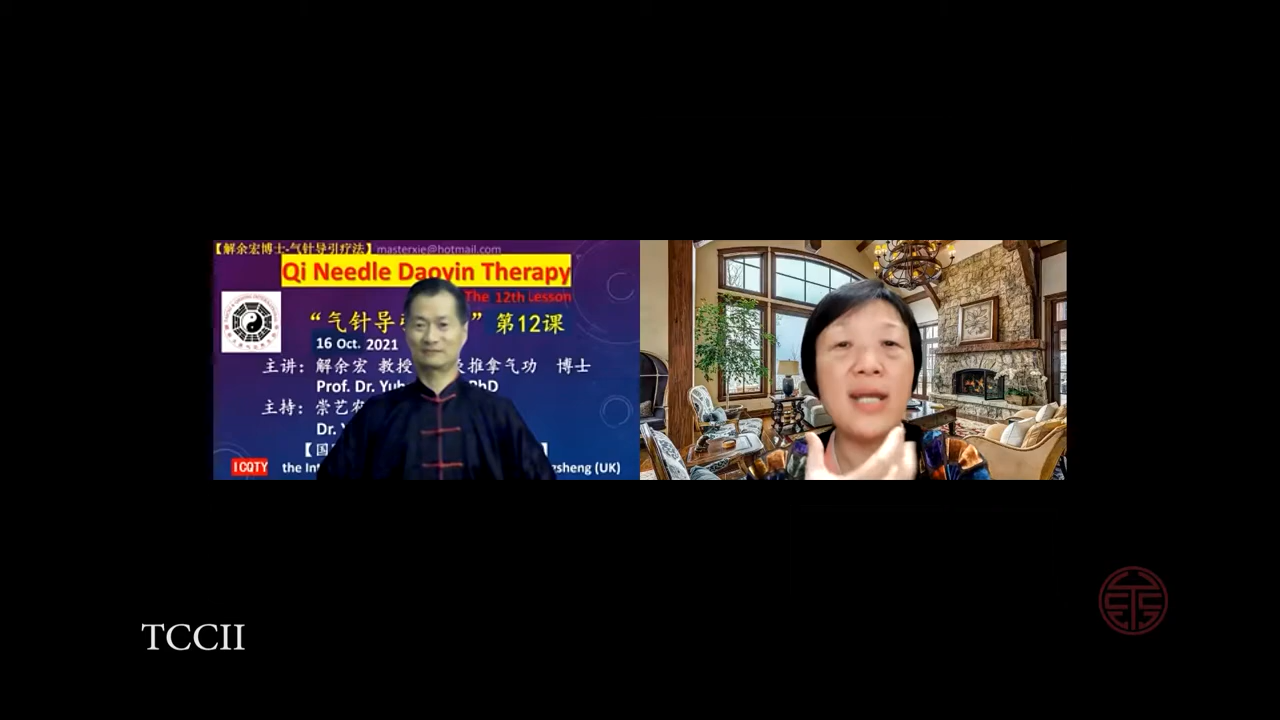 【解余宏博士-气针导引疗法】masterxie@hotmail.com
Qi Needle Daoyin Therapy
The 12th Lesson
“气针导 ” 第12课
16 Oct. 2021
主讲: 解余宏 教授 推拿气功 博士
Prof. Dr. PhD
主持: 崇艺
Dr.
【国
ICQTY the (UK)
TCCII